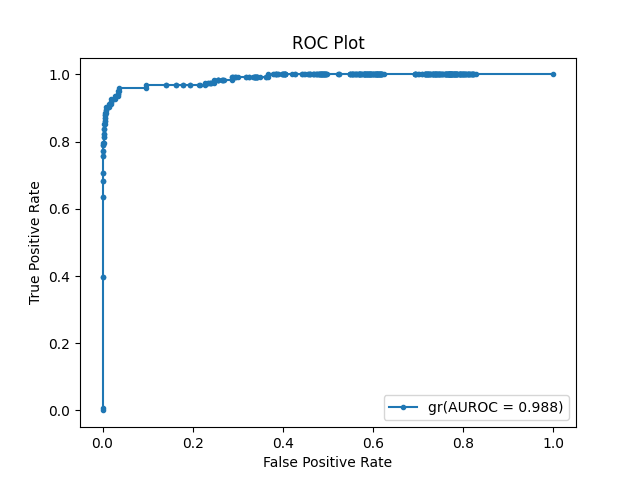 ROC Plot
True Positive Rate
1.0
0.8
0.6
0.4
0.2
0.0
gr(AUROC = 0.988)
0.0 0.2 0.4 0.6 0.8 1.0
False Positive Rate